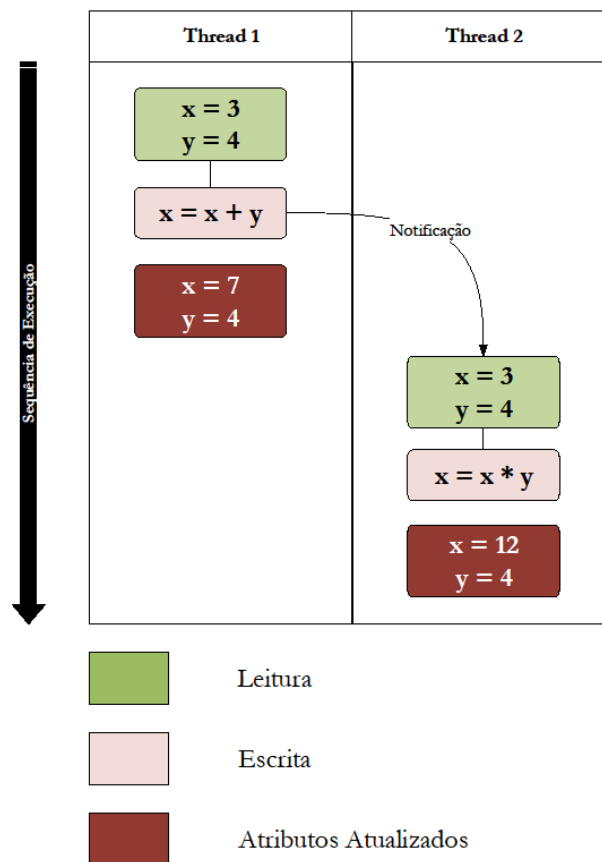 Thread 1
Thread 2
Sequência de Execução
x = 3
y = 4
x = x + y
Notificação
x = 7
y = 4
x = 3
y = 4
x = x * y
x = 12
y = 4
Leitura
Escrita
Atributos Atualizados